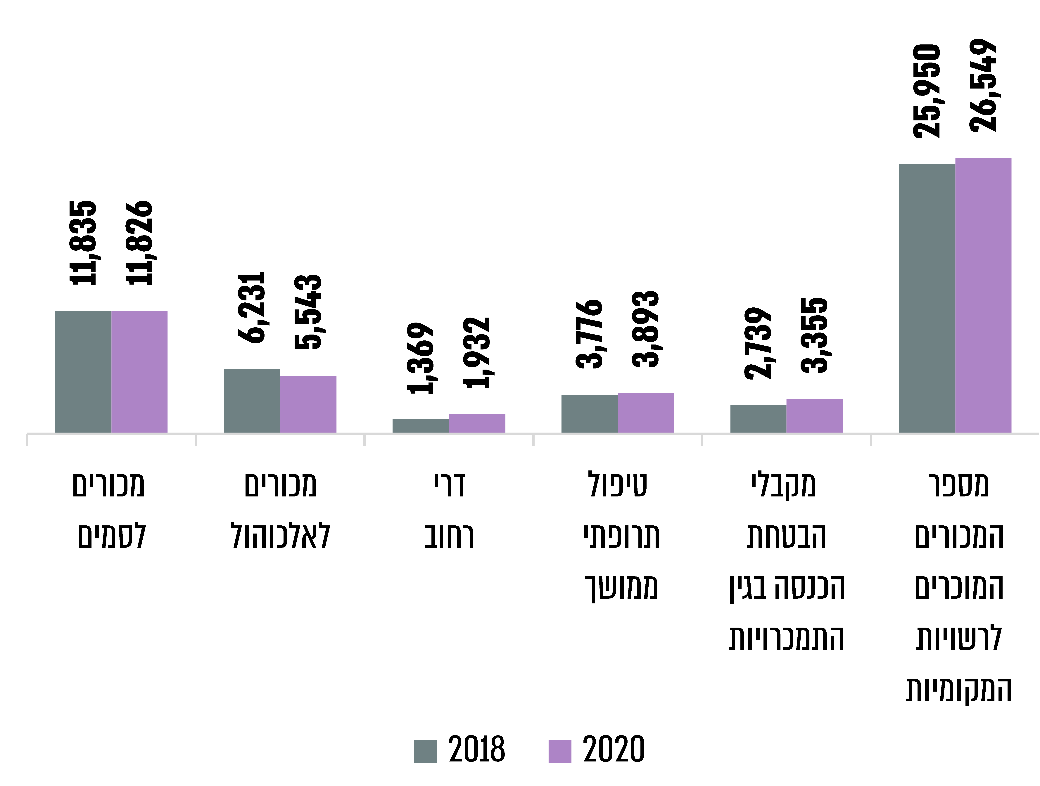 25,950
26,549
11,835
11,826
6,231
5,543
1,369
1,932
3,776
3,893
2,739
3,355
מכורים
לסמים
מכורים
לאלכוהול
דרי
רחוב
טיפול
תרופתי
ממושך
מקבלי
הבטחת
הכנסה בגין
התמכרויות
מספר
המכורים
המוכרים
לרשויות
המקומיות
2018
2020